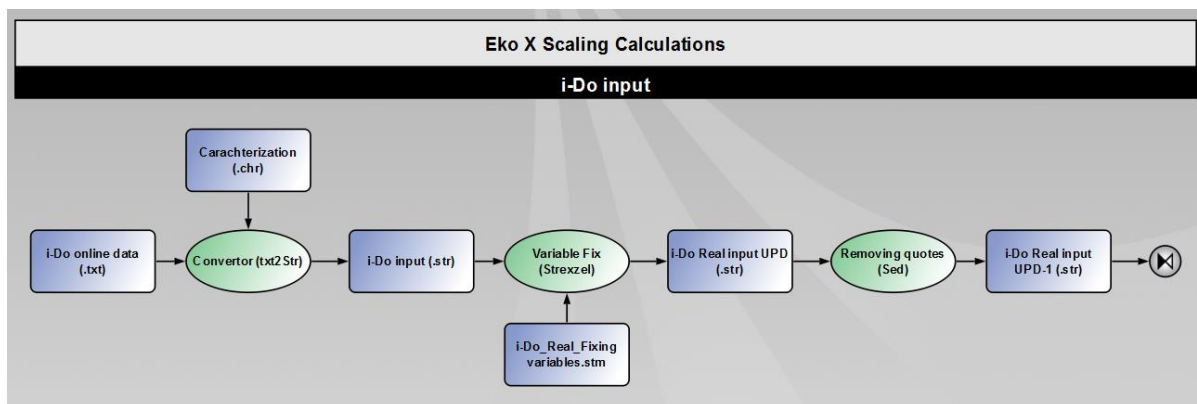 Eko X Scaling Calculations
i-Do input
Carachterization
(.chr)
i-Do online data
(.txt)
Convertor (txt2Str)
i-Do input (.str)
Variable Fix
(Strexzel)
i-Do_Real_Fixing
variables.stm
i-Do Real input UPD
(.str)
Removing quotes
(Sed)
i-Do Real input
UPD-1 (.str)